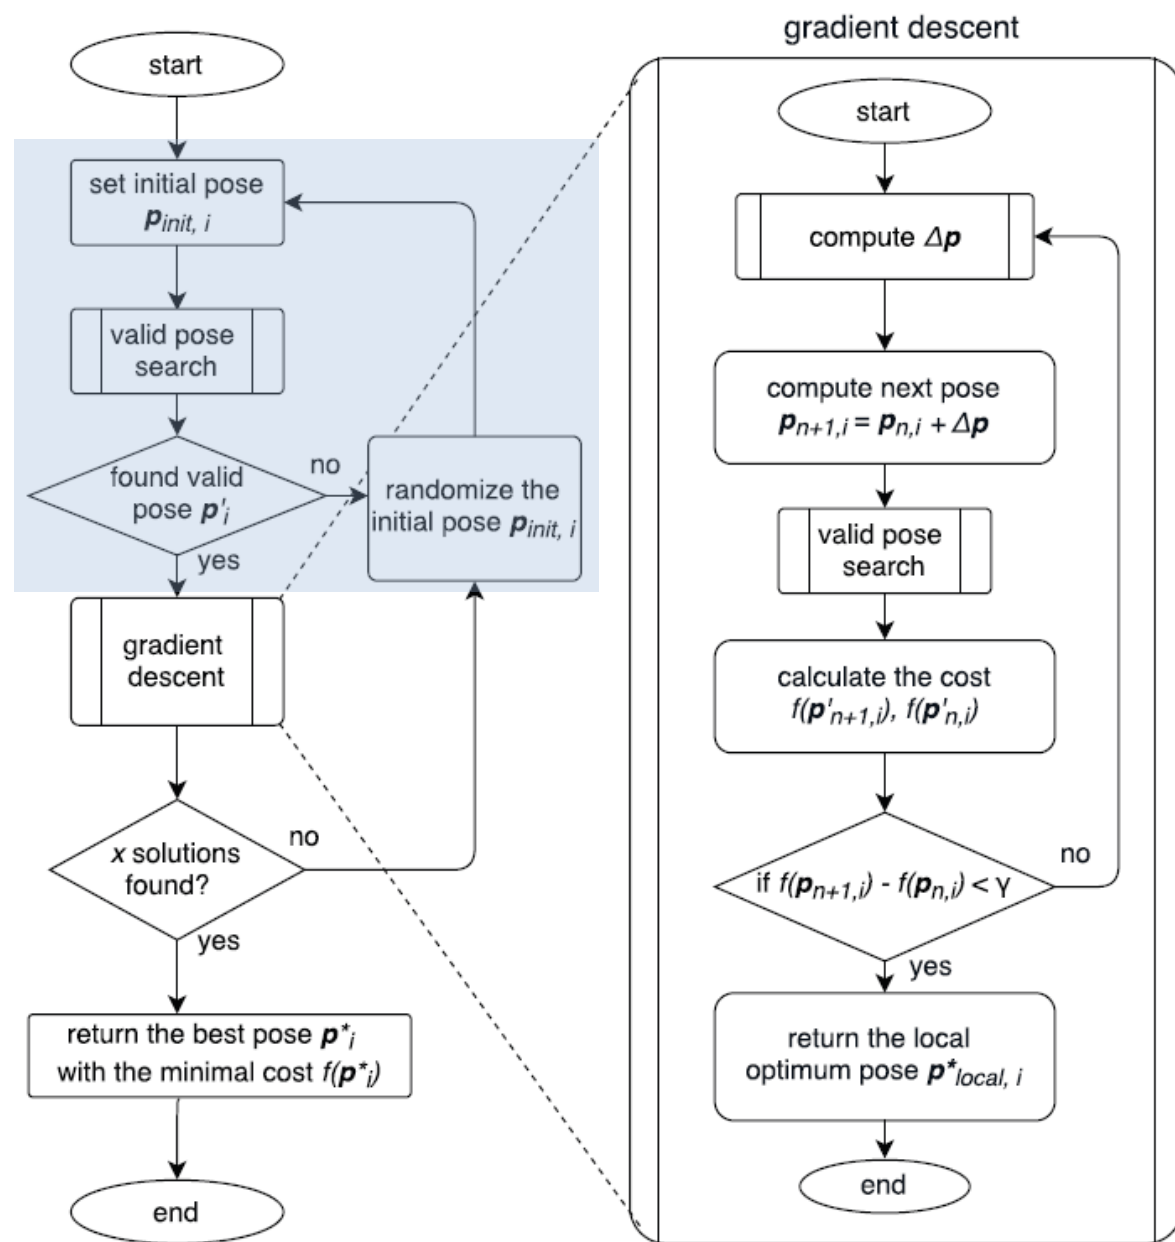 start
set initial pose
p_init, i
valid pose
search
found valid
pose p'_i
no
yes
randomize the
initial pose p_init, i
gradient
descent
x solutions
found?
no
yes
return the best pose p*_i
with the minimal cost f(p*_i)
end
gradient descent
start
compute Δp
compute next pose
p_n+1,i = p_n,i + Δp
valid pose
search
calculate the cost
f(p'_n+1,i), f(p'_n,i)
if f(p_n+1,i) - f(p_n,i) < γ
no
yes
return the local
optimum pose p*_local, i
end